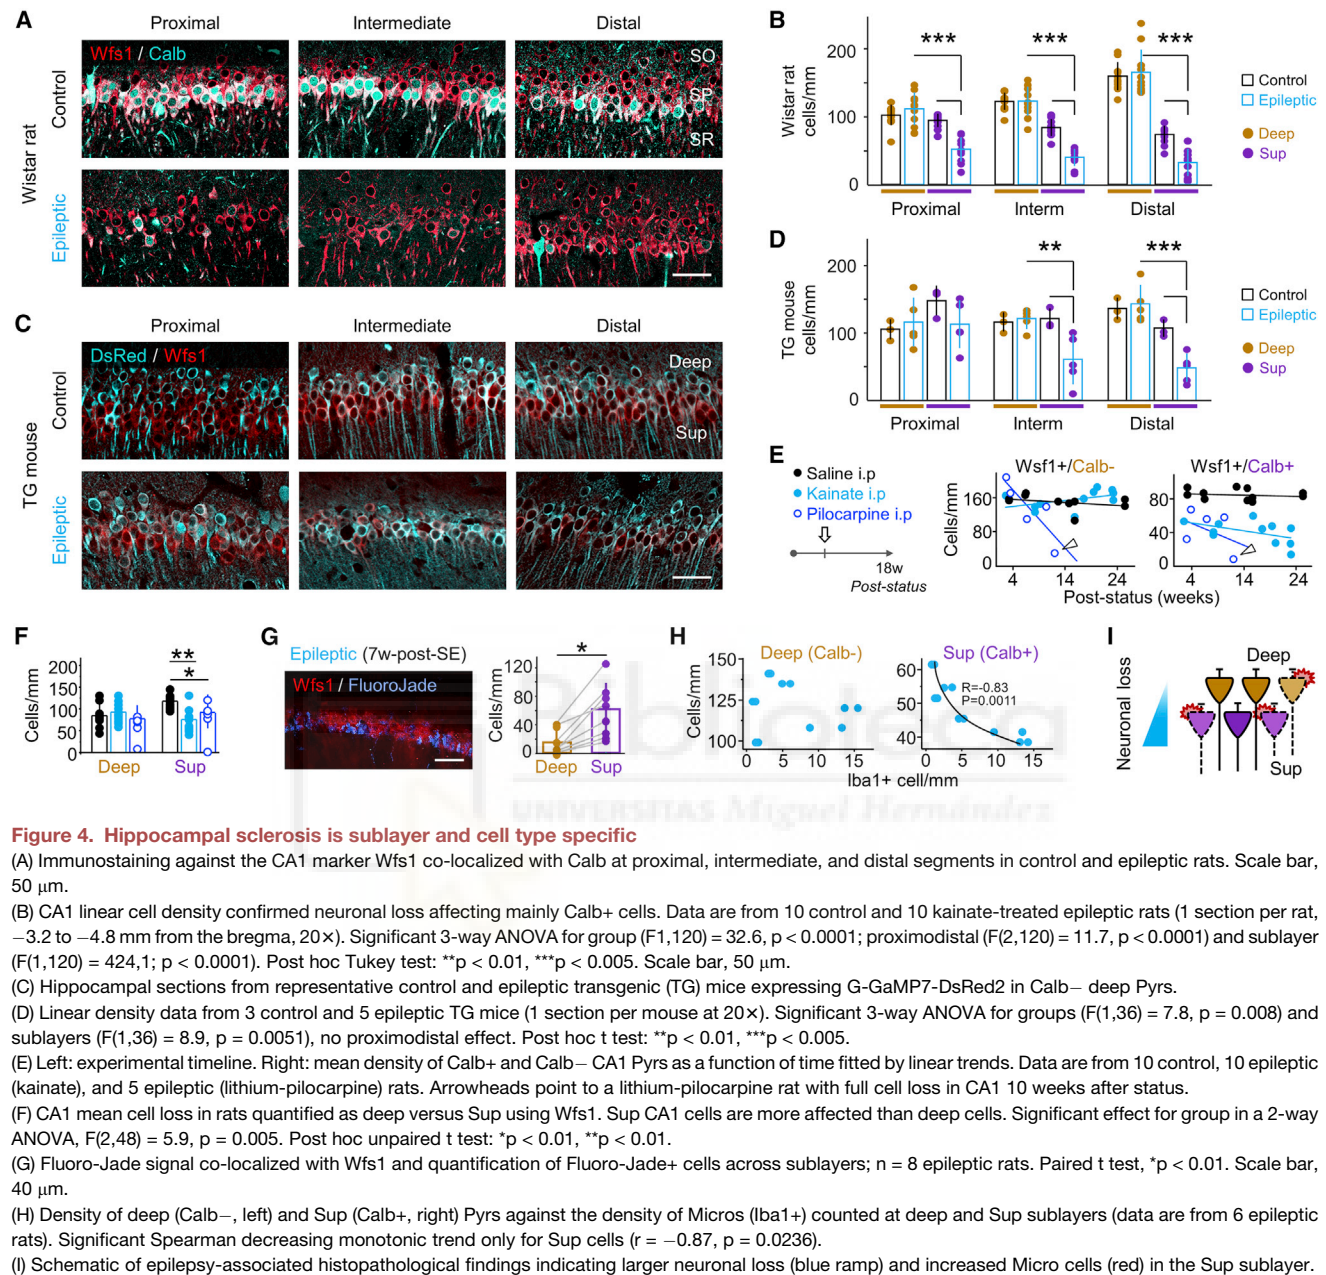 A
Proximal
Intermediate
Distal
Wistar rat
Control
Epileptic
Wfs1 / Calb
SO
SP
SR
B
Wistar rat
cells/mm
200
100
0
***
***
***
Proximal
Interm
Distal
Control
Epileptic
Deep
Sup
C
Proximal
Intermediate
Distal
TG mouse
Control
Epileptic
DsRed / Wfs1
Deep
Sup
D
TG mouse
cells/mm
200
100
0
**
***
Proximal
Interm
Distal
Control
Epileptic
Deep
Sup
E
Saline i.p
Kainate i.p
Pilocarpine i.p
18w
Post-status
Wsf1+/Calb-
Wsf1+/Calb+
Cells/mm
160
80
0
80
40
0
4 14 24
4 14 24
Post-status (weeks)
F
Cells/mm
200
150
100
50
0
**
*
Deep
Sup
G
Epileptic (7w-post-SE)
Wfs1 / FluoroJade
Cells/mm
120
80
40
0
*
Deep
Sup
H
Deep (Calb-)
Cells/mm
150
125
100
0 5 10 15
Sup (Calb+)
60
50
40
R=-0.83
P=0.0011
0 5 10 15
Iba1+ cell/mm
I
Neuronal loss
Deep
Sup
Biblioteca
UNIVERSITAS Miguel Hernández
Figure 4. Hippocampal sclerosis is sublayer and cell type specific
(A) Immunostaining against the CA1 marker Wfs1 co-localized with Calb at proximal, intermediate, and distal segments in control and epileptic rats. Scale bar,
50 μm.
(B) CA1 linear cell density confirmed neuronal loss affecting mainly Calb+ cells. Data are from 10 control and 10 kainate-treated epileptic rats (1 section per rat,
−3.2 to −4.8 mm from the bregma, 20×). Significant 3-way ANOVA for group (F1,120) = 32.6, p < 0.0001; proximodistal (F(2,120) = 11.7, p < 0.0001) and sublayer
(F(1,120) = 424,1; p < 0.0001). Post hoc Tukey test: **p < 0.01, ***p < 0.005. Scale bar, 50 μm.
(C) Hippocampal sections from representative control and epileptic transgenic (TG) mice expressing G-GaMP7-DsRed2 in Calb− deep Pyrs.
(D) Linear density data from 3 control and 5 epileptic TG mice (1 section per mouse at 20×). Significant 3-way ANOVA for groups (F(1,36) = 7.8, p = 0.008) and
sublayers (F(1,36) = 8.9, p = 0.0051), no proximodistal effect. Post hoc t test: **p < 0.01, ***p < 0.005.
(E) Left: experimental timeline. Right: mean density of Calb+ and Calb− CA1 Pyrs as a function of time fitted by linear trends. Data are from 10 control, 10 epileptic
(kainate), and 5 epileptic (lithium-pilocarpine) rats. Arrowheads point to a lithium-pilocarpine rat with full cell loss in CA1 10 weeks after status.
(F) CA1 mean cell loss in rats quantified as deep versus Sup using Wfs1. Sup CA1 cells are more affected than deep cells. Significant effect for group in a 2-way
ANOVA, F(2,48) = 5.9, p = 0.005. Post hoc unpaired t test: *p < 0.01, **p < 0.01.
(G) Fluoro-Jade signal co-localized with Wfs1 and quantification of Fluoro-Jade+ cells across sublayers; n = 8 epileptic rats. Paired t test, *p < 0.01. Scale bar,
40 μm.
(H) Density of deep (Calb−, left) and Sup (Calb+, right) Pyrs against the density of Micros (Iba1+) counted at deep and Sup sublayers (data are from 6 epileptic
rats). Significant Spearman decreasing monotonic trend only for Sup cells (r = −0.87, p = 0.0236).
(I) Schematic of epilepsy-associated histopathological findings indicating larger neuronal loss (blue ramp) and increased Micro cells (red) in the Sup sublayer.